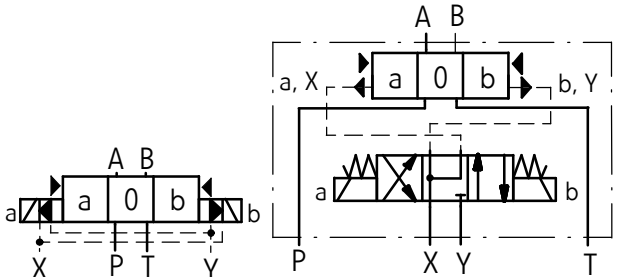 A B
a 0 b
a, X b, Y
a b
P X Y T
A B
a 0 b
a b
X P T Y